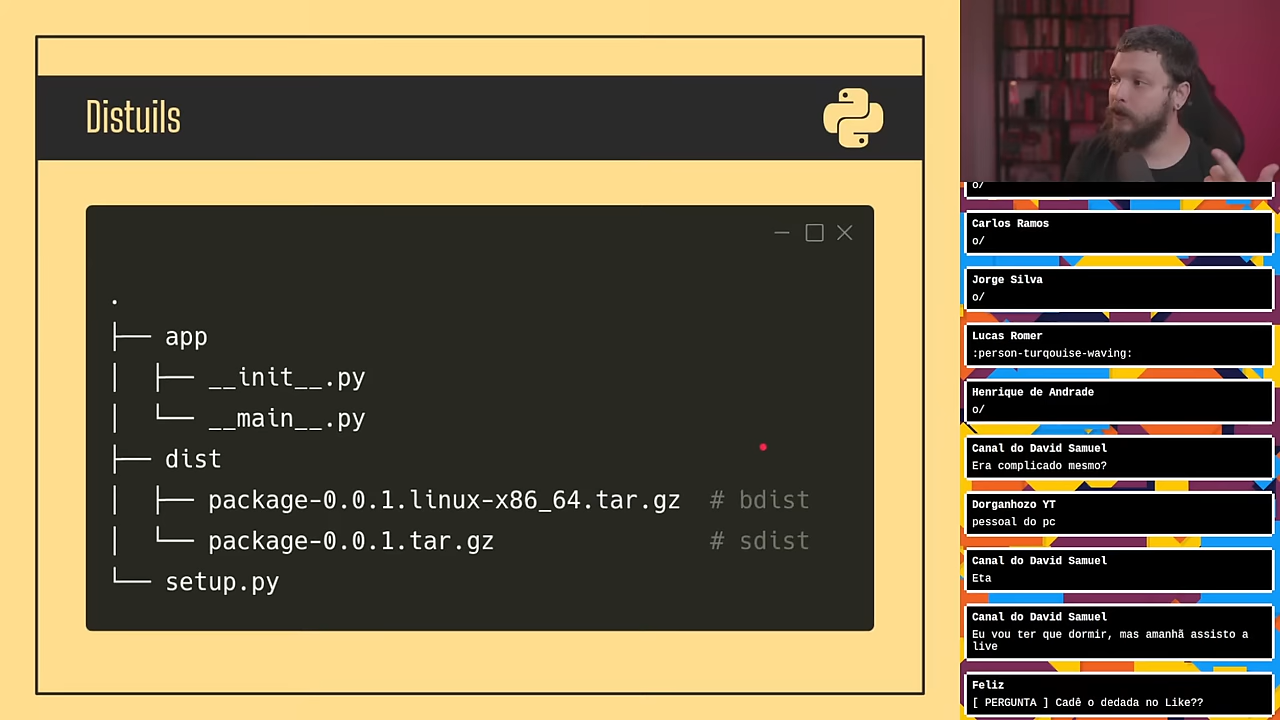 Distuils
.
├── app
│   ├── __init__.py
│   └── __main__.py
├── dist
│   ├── package-0.0.1.linux-x86_64.tar.gz  # bdist
│   └── package-0.0.1.tar.gz               # sdist
└── setup.py
o/
Carlos Ramos
o/
Jorge Silva
o/
Lucas Romer
:person-turqouise-waving:
Henrique de Andrade
o/
Canal do David Samuel
Era complicado mesmo?
Dorganhozo YT
pessoal do pc
Canal do David Samuel
Eta
Canal do David Samuel
Eu vou ter que dormir, mas amanhã assisto a
live
Feliz
[ PERGUNTA ] Cadê o dedada no Like??